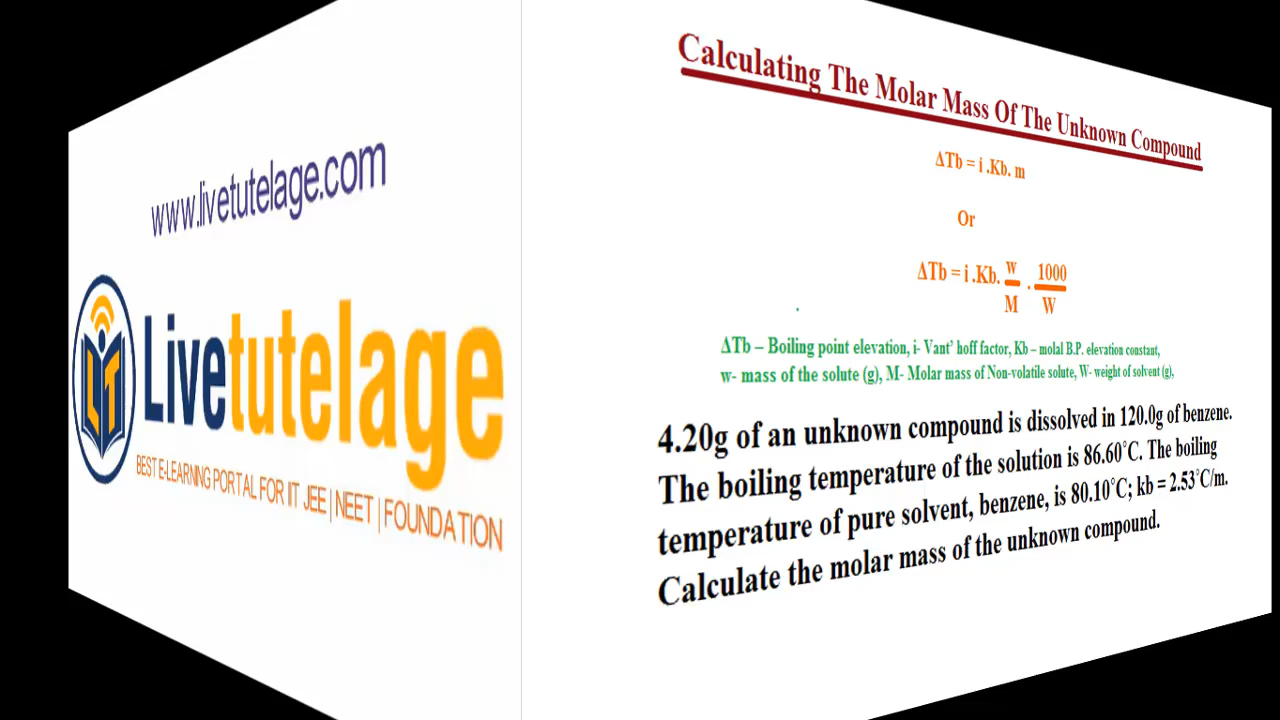 www.livetutelage.com
LT
Livetutelage
BEST E-LEARNING PORTAL FOR IIT JEE | NEET | FOUNDATION
Calculating The Molar Mass Of The Unknown Compound
ΔTb = i .Kb. m
Or
ΔTb = i .Kb. w/M . 1000/W
ΔTb – Boiling point elevation, i- Vant’ hoff factor, Kb – molal B.P. elevation constant,
w- mass of the solute (g), M- Molar mass of Non-volatile solute, W- weight of solvent (g),
4.20g of an unknown compound is dissolved in 120.0g of benzene.
The boiling temperature of the solution is 86.60°C. The boiling
temperature of pure solvent, benzene, is 80.10°C; kb = 2.53°C/m.
Calculate the molar mass of the unknown compound.